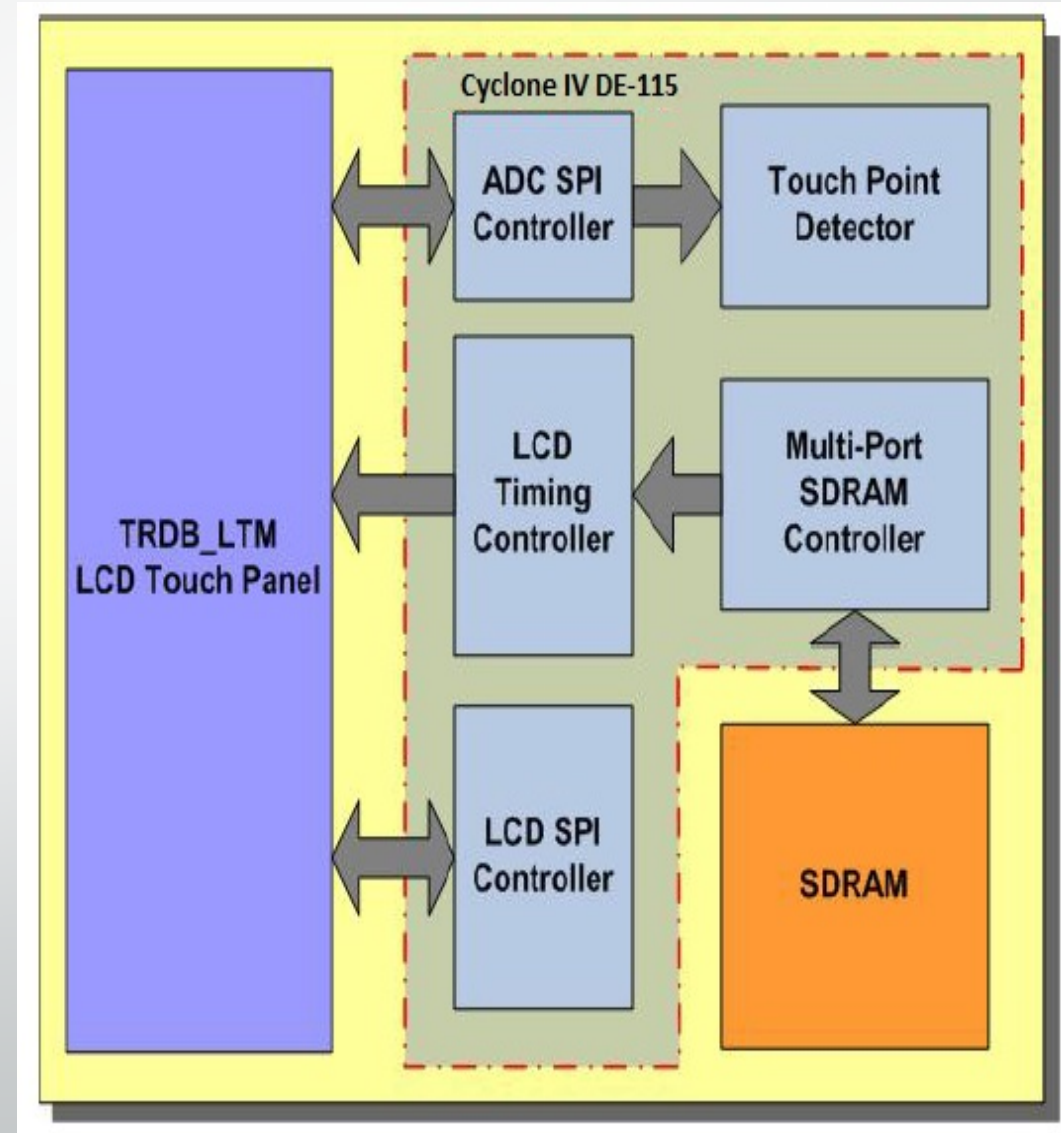 Cyclone IV DE-115
ADC SPI
Controller
Touch Point
Detector
TRDB_LTM
LCD Touch Panel
LCD
Timing
Controller
Multi-Port
SDRAM
Controller
LCD SPI
Controller
SDRAM